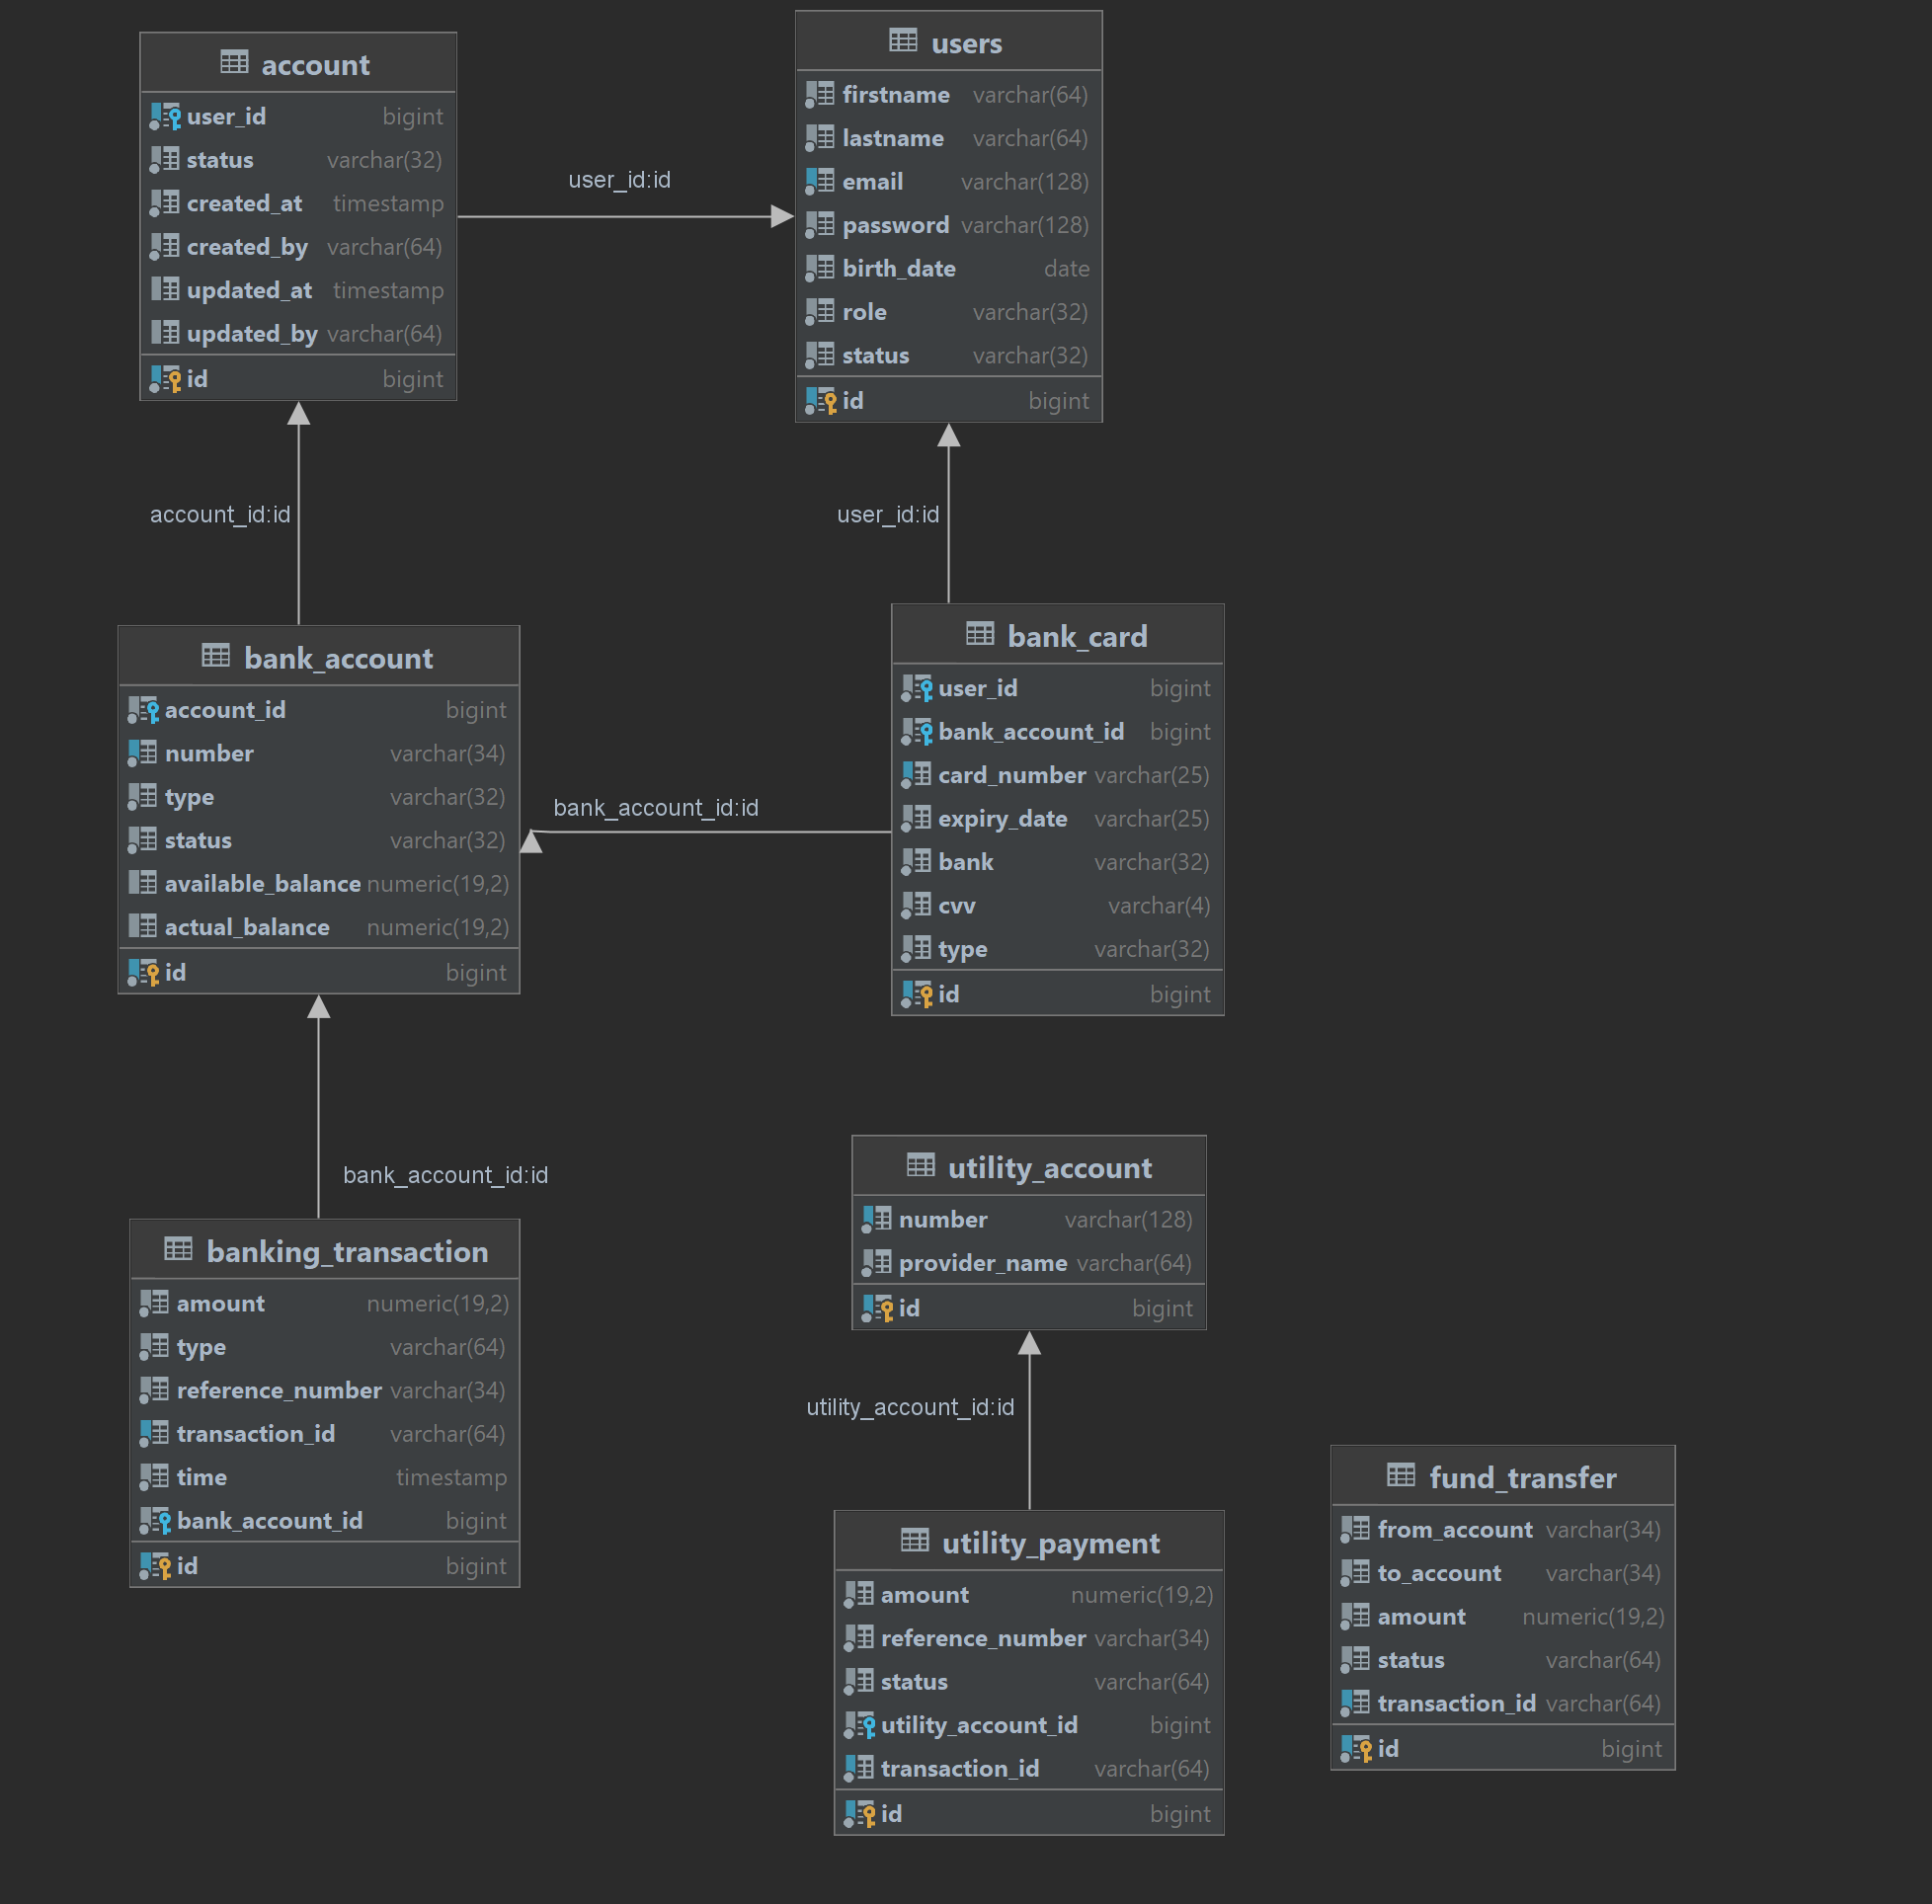 account
user_id bigint
status varchar(32)
created_at timestamp
created_by varchar(64)
updated_at timestamp
updated_by varchar(64)
id bigint
user_id:id
users
firstname varchar(64)
lastname varchar(64)
email varchar(128)
password varchar(128)
birth_date date
role varchar(32)
status varchar(32)
id bigint
account_id:id
user_id:id
bank_account
account_id bigint
number varchar(34)
type varchar(32)
status varchar(32)
available_balance numeric(19,2)
actual_balance numeric(19,2)
id bigint
bank_account_id:id
bank_card
user_id bigint
bank_account_id bigint
card_number varchar(25)
expiry_date varchar(25)
bank varchar(32)
cvv varchar(4)
type varchar(32)
id bigint
bank_account_id:id
banking_transaction
amount numeric(19,2)
type varchar(64)
reference_number varchar(34)
transaction_id varchar(64)
time timestamp
bank_account_id bigint
id bigint
utility_account
number varchar(128)
provider_name varchar(64)
id bigint
utility_account_id:id
utility_payment
amount numeric(19,2)
reference_number varchar(34)
status varchar(64)
utility_account_id bigint
transaction_id varchar(64)
id bigint
fund_transfer
from_account varchar(34)
to_account varchar(34)
amount numeric(19,2)
status varchar(64)
transaction_id varchar(64)
id bigint